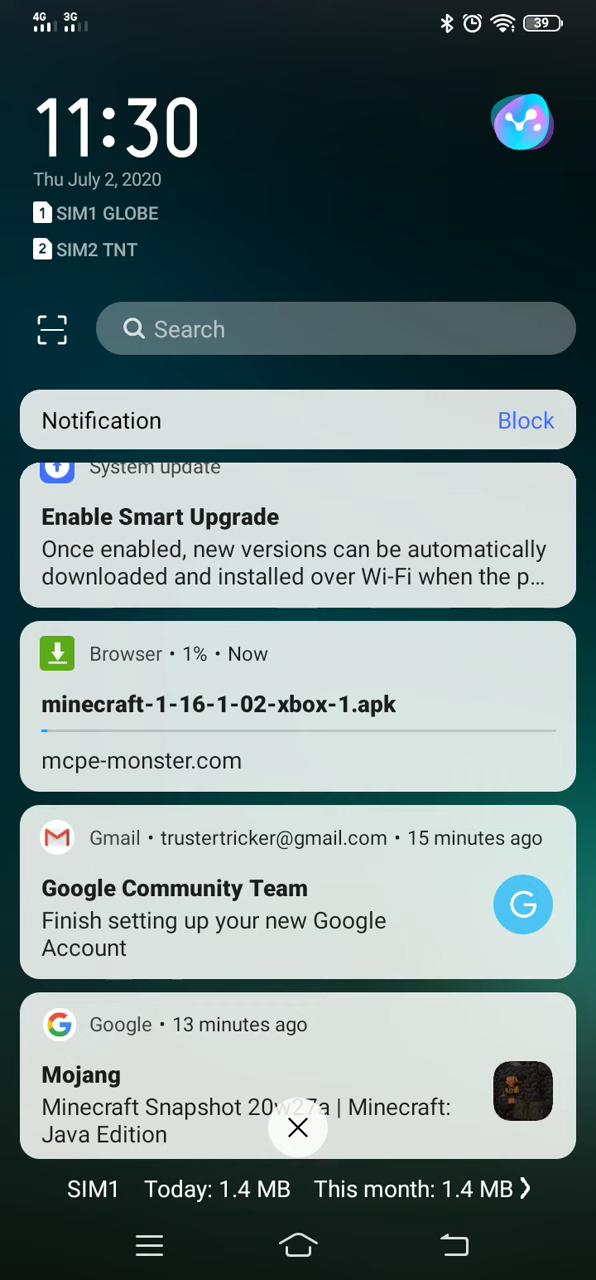 4G 3G 39
11:30
Thu July 2, 2020
1 SIM1 GLOBE
2 SIM2 TNT
Search
Notification Block
System update
Enable Smart Upgrade
Once enabled, new versions can be automatically
downloaded and installed over Wi-Fi when the p...
Browser • 1% • Now
minecraft-1-16-1-02-xbox-1.apk
mcpe-monster.com
Gmail • trustertricker@gmail.com • 15 minutes ago
Google Community Team
Finish setting up your new Google
Account
G
Google • 13 minutes ago
Mojang
Minecraft Snapshot 20w27a | Minecraft:
Java Edition
SIM1 Today: 1.4 MB This month: 1.4 MB